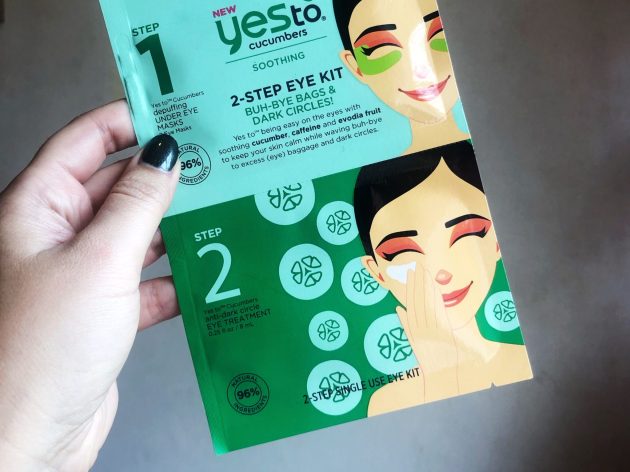 NEW
yesto®
cucumbers
SOOTHING
2-STEP EYE KIT
BUH-BYE BAGS &
DARK CIRCLES!
Yes to™ being easy on the eyes with
soothing cucumber, caffeine and evodia fruit
to keep your skin calm while waving buh-bye
to excess (eye) baggage and dark circles.
STEP
1
Yes to™ Cucumbers
depuffing
UNDER EYE
MASKS
Eye Masks
NATURAL
96%
INGREDIENTS
STEP
2
Yes to™ Cucumbers
anti-dark circle
EYE TREATMENT
0.25 fl oz. / 8 mL
NATURAL
96%
INGREDIENTS
2-STEP SINGLE USE EYE KIT